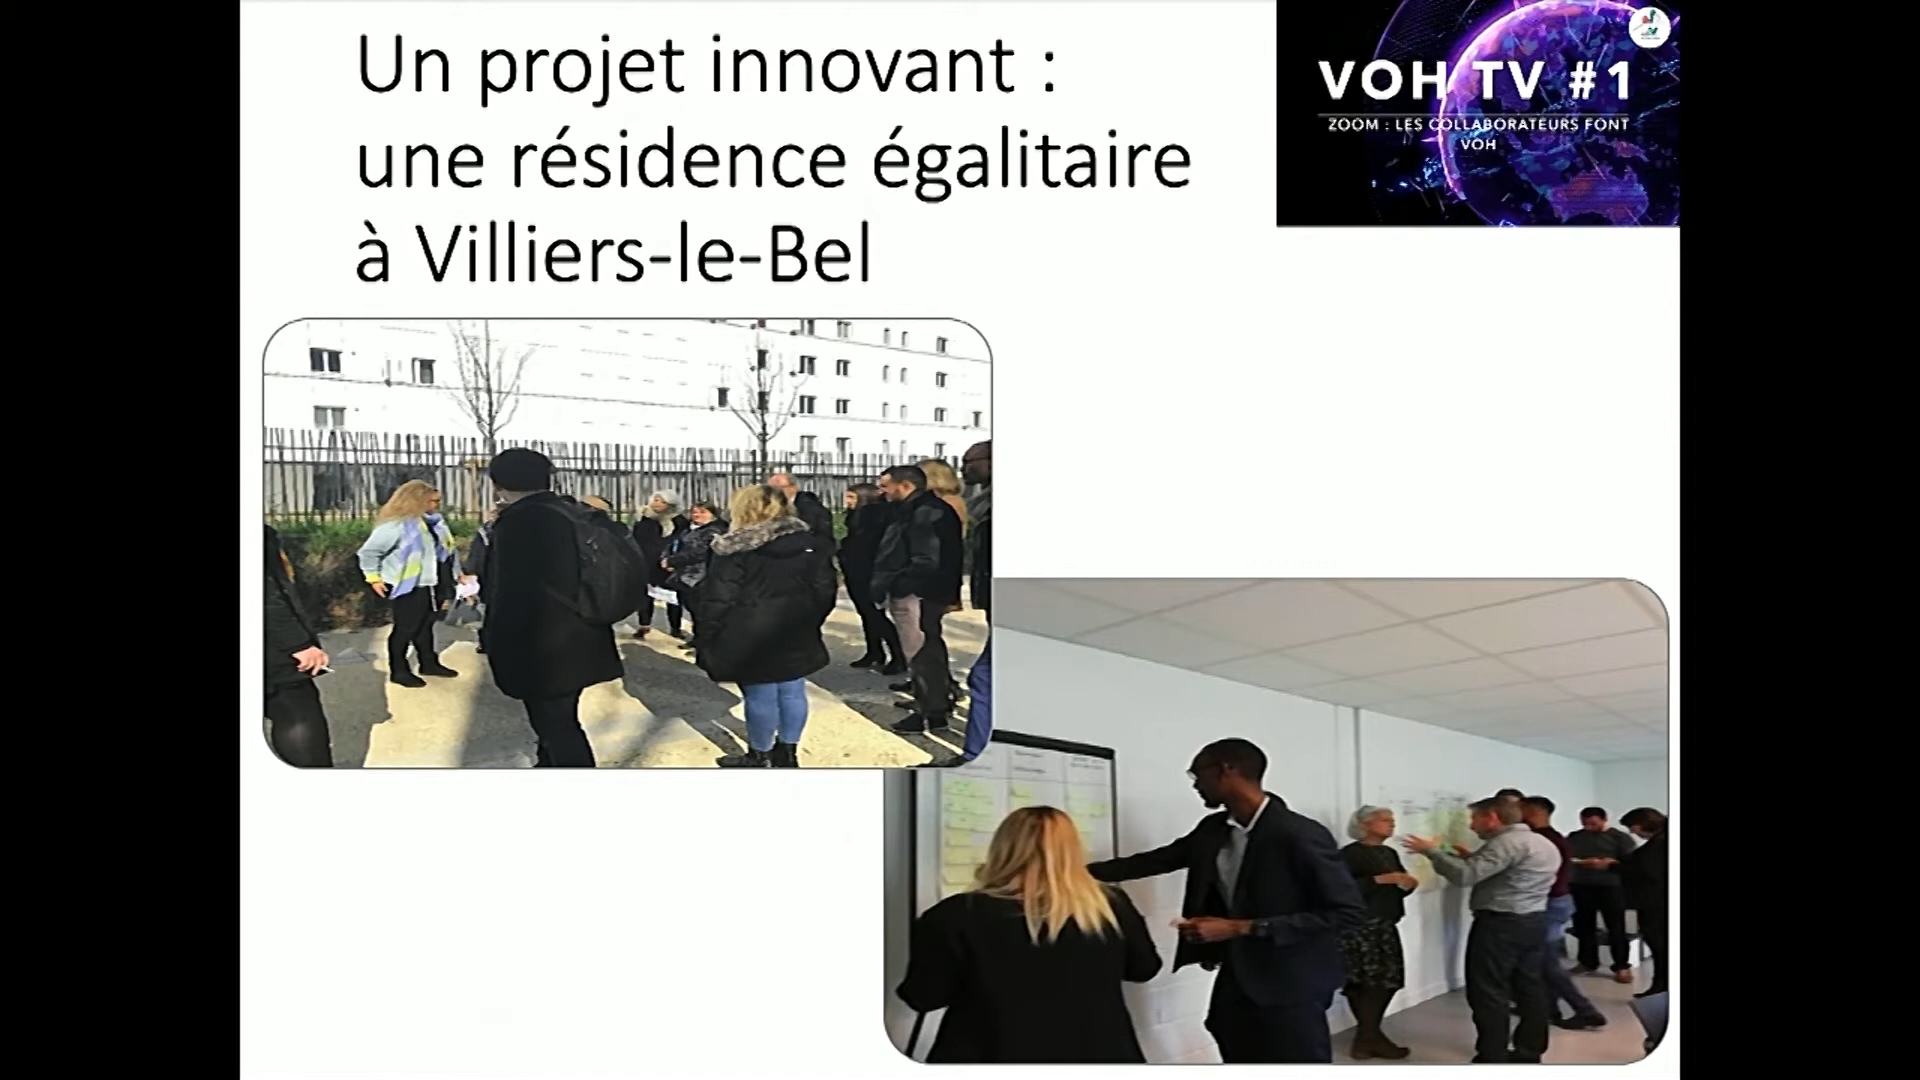 Un projet innovant :
une résidence égalitaire
à Villiers-le-Bel
VOH TV #1
ZOOM : LES COLLABORATEURS FONT
VOH